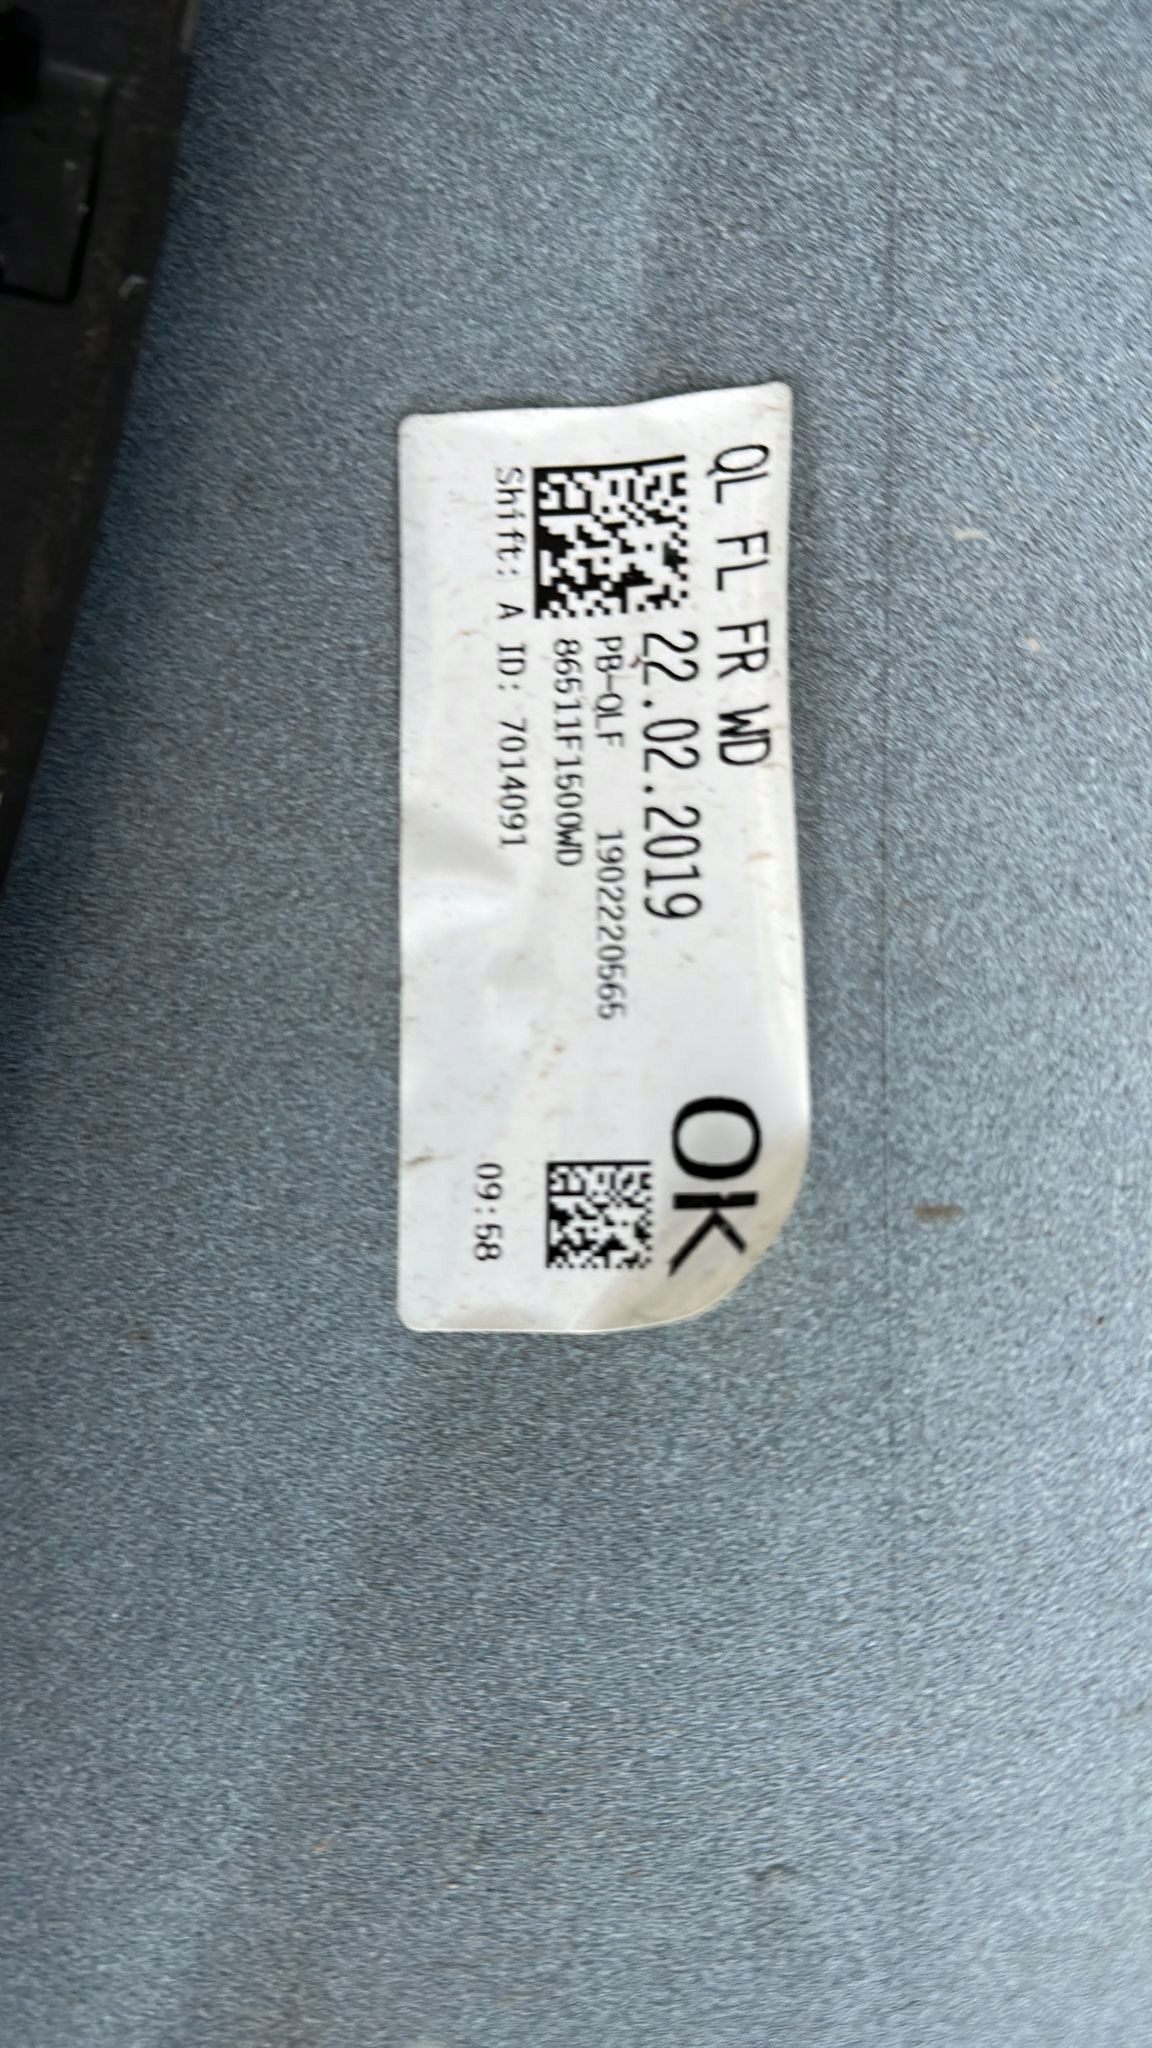 QL FL FR WD
22.02.2019
OK
PB-QLF 1902220565
86511F1500WD
Shift: A ID: 7014091
09:58